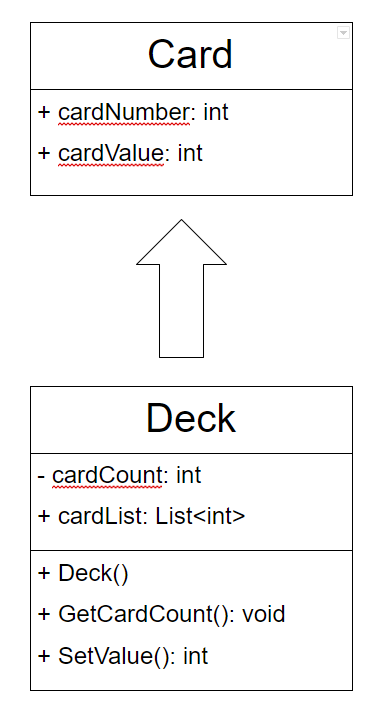 Card
+ cardNumber: int
+ cardValue: int
Deck
- cardCount: int
+ cardList: List<int>
+ Deck()
+ GetCardCount(): void
+ SetValue(): int